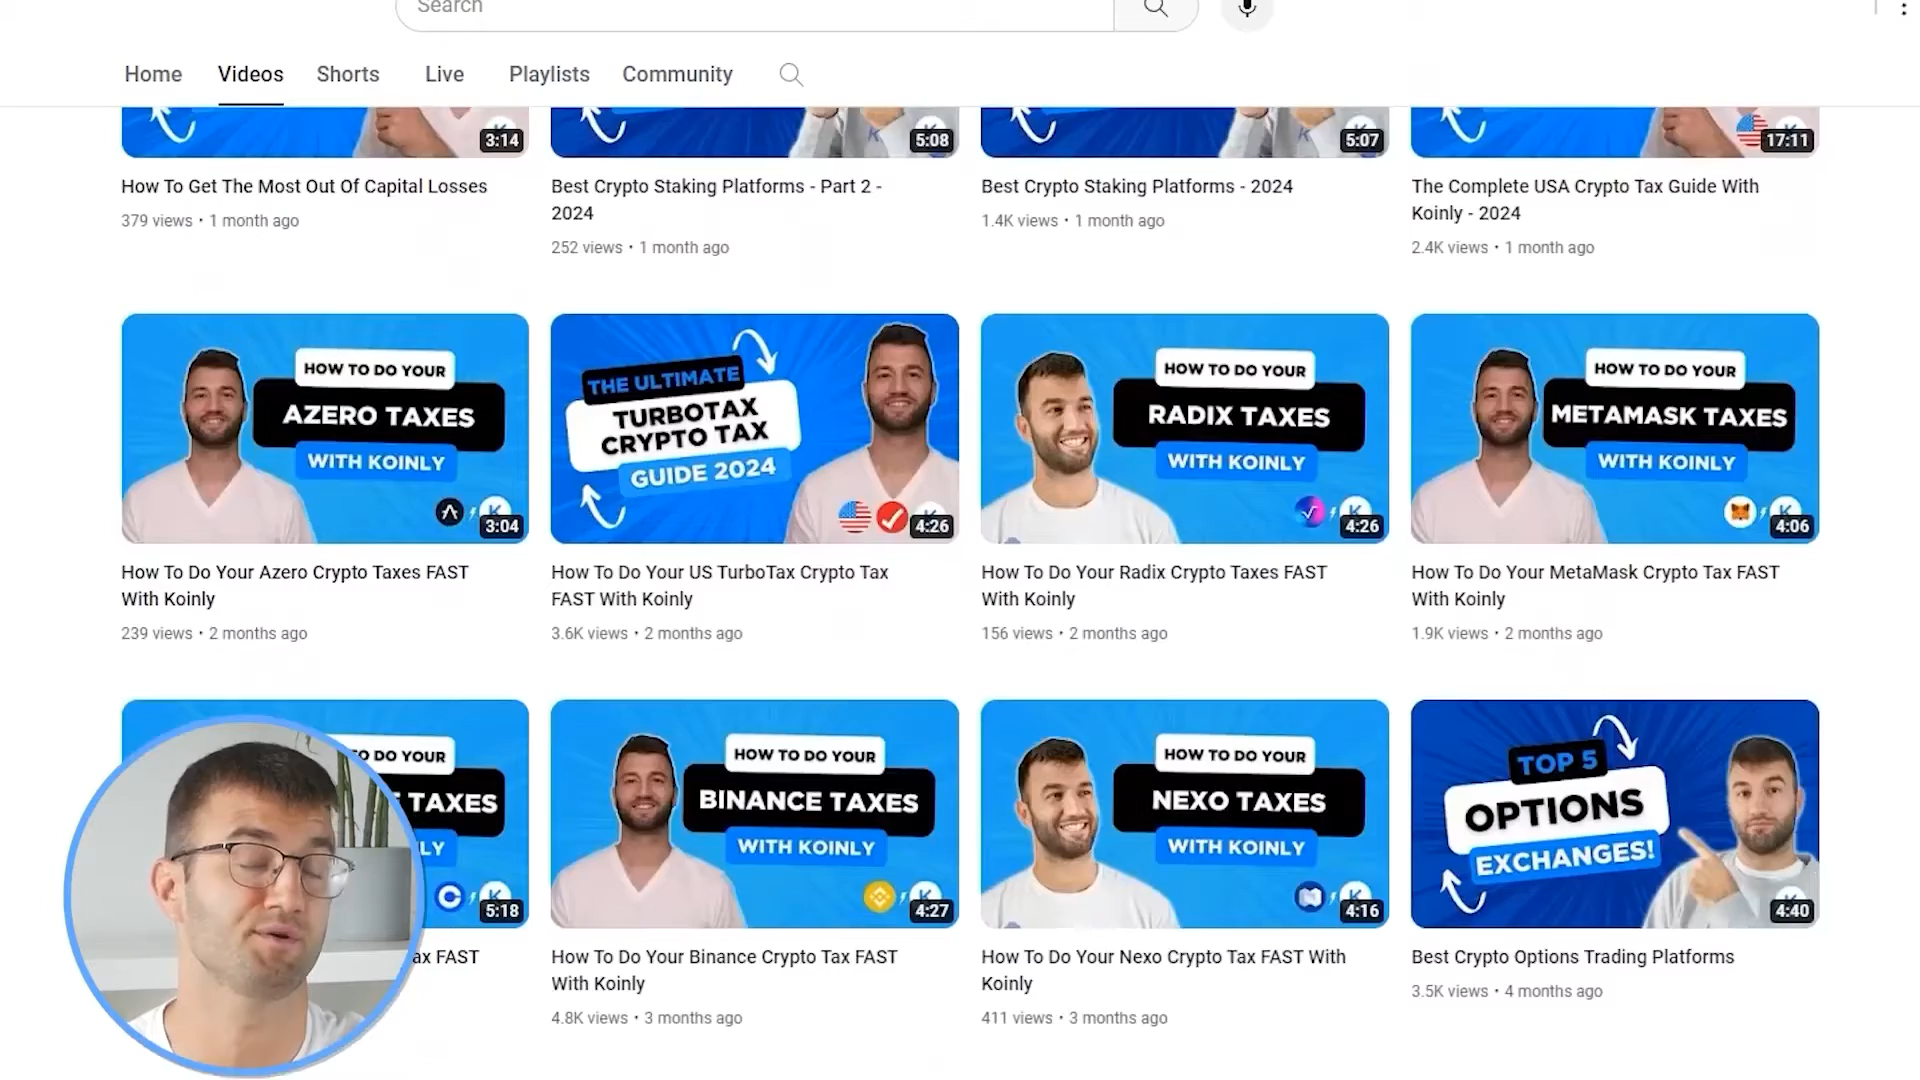 Search
Home Videos Shorts Live Playlists Community
3:14
5:08
5:07
17:11
How To Get The Most Out Of Capital Losses
379 views • 1 month ago
Best Crypto Staking Platforms - Part 2 -
2024
252 views • 1 month ago
Best Crypto Staking Platforms - 2024
1.4K views • 1 month ago
The Complete USA Crypto Tax Guide With
Koinly - 2024
2.4K views • 1 month ago
HOW TO DO YOUR
AZERO TAXES
WITH KOINLY
3:04
THE ULTIMATE
TURBOTAX
CRYPTO TAX
GUIDE 2024
4:26
HOW TO DO YOUR
RADIX TAXES
WITH KOINLY
4:26
HOW TO DO YOUR
METAMASK TAXES
WITH KOINLY
4:06
How To Do Your Azero Crypto Taxes FAST
With Koinly
239 views • 2 months ago
How To Do Your US TurboTax Crypto Tax
FAST With Koinly
3.6K views • 2 months ago
How To Do Your Radix Crypto Taxes FAST
With Koinly
156 views • 2 months ago
How To Do Your MetaMask Crypto Tax FAST
With Koinly
1.9K views • 2 months ago
O DO YOUR
TAXES
LY
5:18
HOW TO DO YOUR
BINANCE TAXES
WITH KOINLY
4:27
HOW TO DO YOUR
NEXO TAXES
WITH KOINLY
4:16
TOP 5
OPTIONS
EXCHANGES!
4:40
ax FAST
How To Do Your Binance Crypto Tax FAST
With Koinly
4.8K views • 3 months ago
How To Do Your Nexo Crypto Tax FAST With
Koinly
411 views • 3 months ago
Best Crypto Options Trading Platforms
3.5K views • 4 months ago